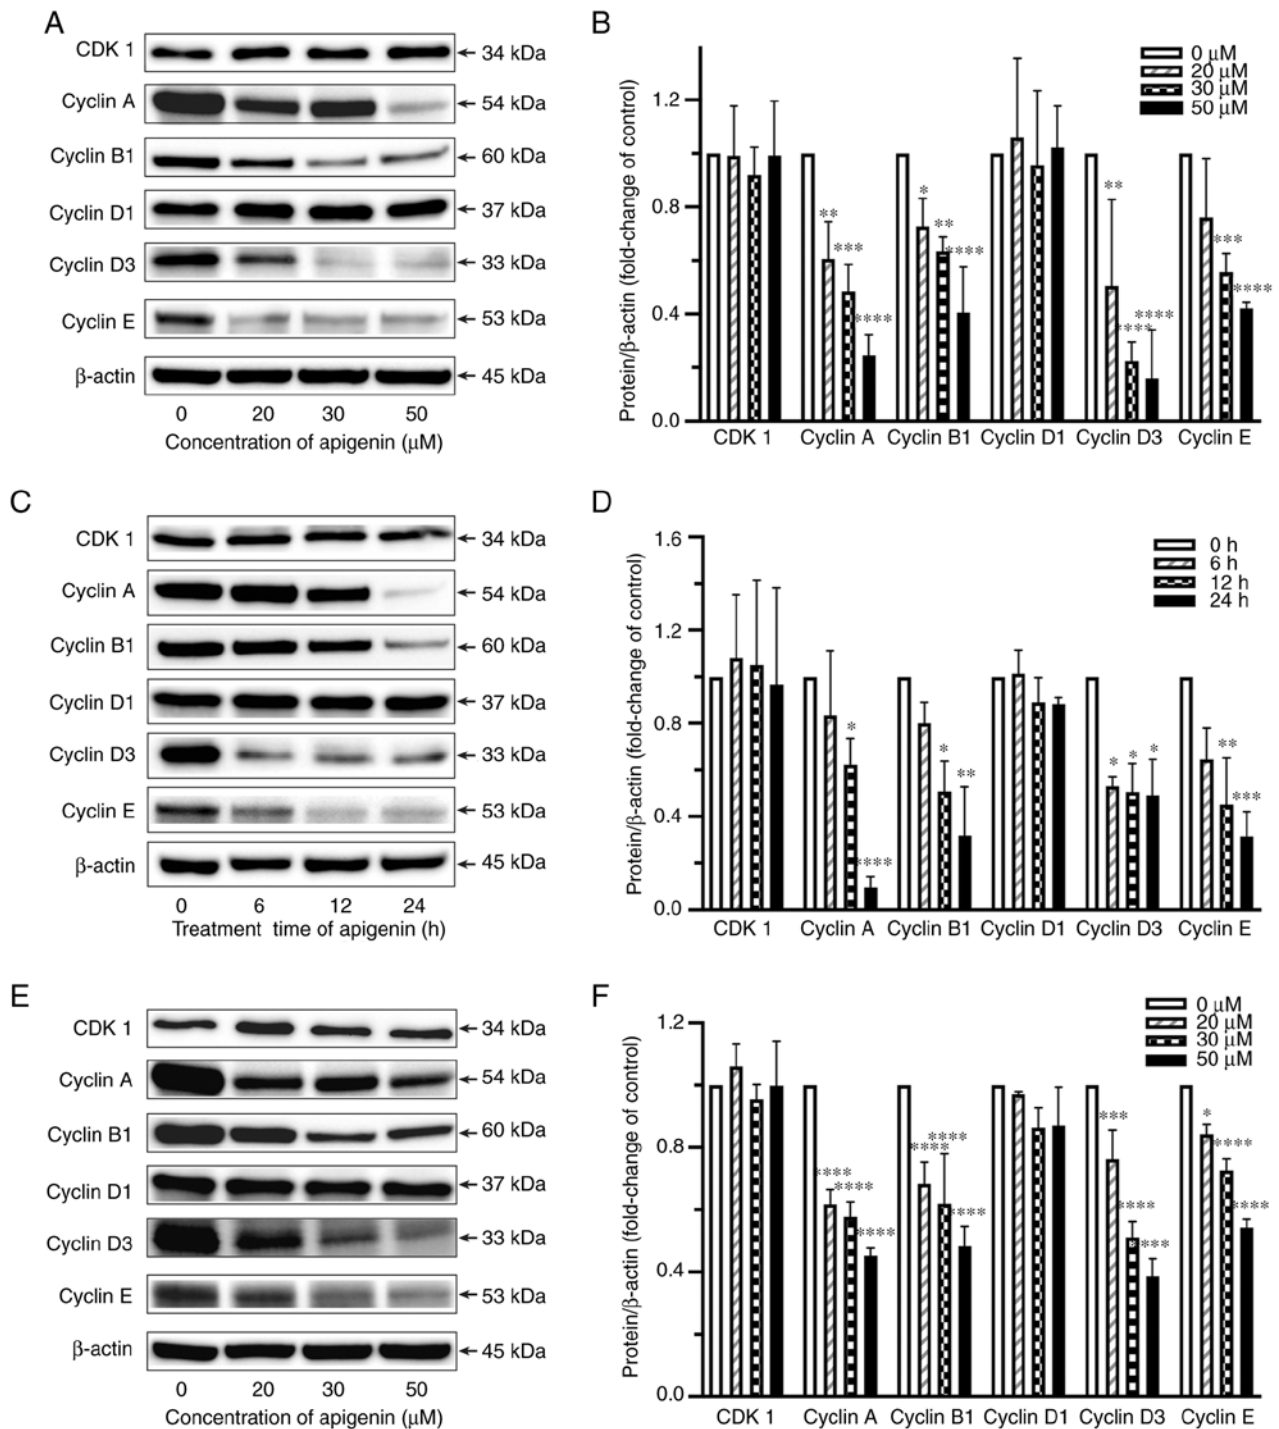 A
CDK 1
34 kDa
Cyclin A
54 kDa
Cyclin B1
60 kDa
Cyclin D1
37 kDa
Cyclin D3
33 kDa
Cyclin E
53 kDa
β-actin
45 kDa
0 20 30 50
Concentration of apigenin (μM)
B
0 μM
20 μM
30 μM
50 μM
Protein/β-actin (fold-change of control)
1.2
0.8
0.4
0.0
** *** ****
* ** ****
** **** ****
*** ****
CDK 1 Cyclin A Cyclin B1 Cyclin D1 Cyclin D3 Cyclin E
C
CDK 1
34 kDa
Cyclin A
54 kDa
Cyclin B1
60 kDa
Cyclin D1
37 kDa
Cyclin D3
33 kDa
Cyclin E
53 kDa
β-actin
45 kDa
0 6 12 24
Treatment time of apigenin (h)
D
0 h
6 h
12 h
24 h
Protein/β-actin (fold-change of control)
1.6
1.2
0.8
0.4
0.0
* ****
* **
* * *
** ***
CDK 1 Cyclin A Cyclin B1 Cyclin D1 Cyclin D3 Cyclin E
E
CDK 1
34 kDa
Cyclin A
54 kDa
Cyclin B1
60 kDa
Cyclin D1
37 kDa
Cyclin D3
33 kDa
Cyclin E
53 kDa
β-actin
45 kDa
0 20 30 50
Concentration of apigenin (μM)
F
0 μM
20 μM
30 μM
50 μM
Protein/β-actin (fold-change of control)
1.2
0.8
0.4
0.0
**** **** ****
**** **** ****
*** **** ****
* **** ****
CDK 1 Cyclin A Cyclin B1 Cyclin D1 Cyclin D3 Cyclin E